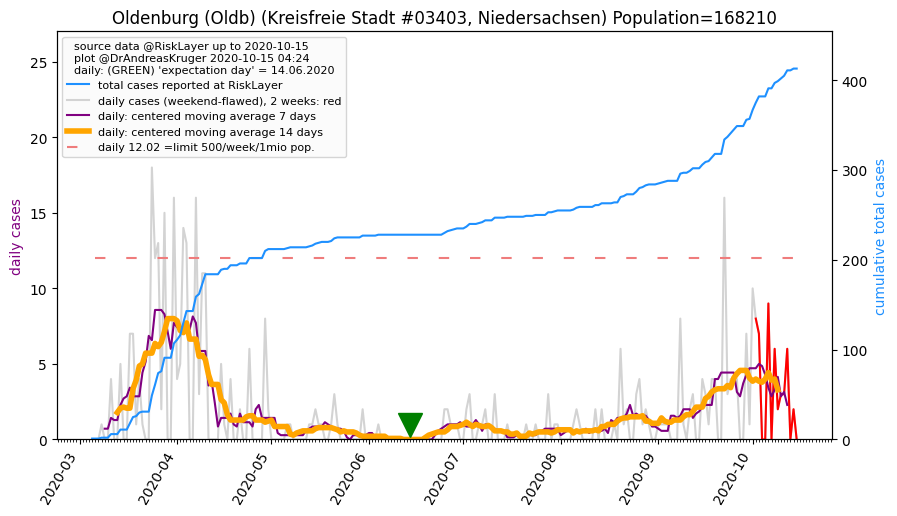 Oldenburg (Oldb) (Kreisfreie Stadt #03403, Niedersachsen) Population=168210
source data @RiskLayer up to 2020-10-15
plot @DrAndreasKruger 2020-10-15 04:24
daily: (GREEN) 'expectation day' = 14.06.2020
total cases reported at RiskLayer
daily cases (weekend-flawed), 2 weeks: red
daily: centered moving average 7 days
daily: centered moving average 14 days
daily 12.02 =limit 500/week/1mio pop.
daily cases
25
20
15
10
5
0
cumulative total cases
400
300
200
100
0
2020-03
2020-04
2020-05
2020-06
2020-07
2020-08
2020-09
2020-10